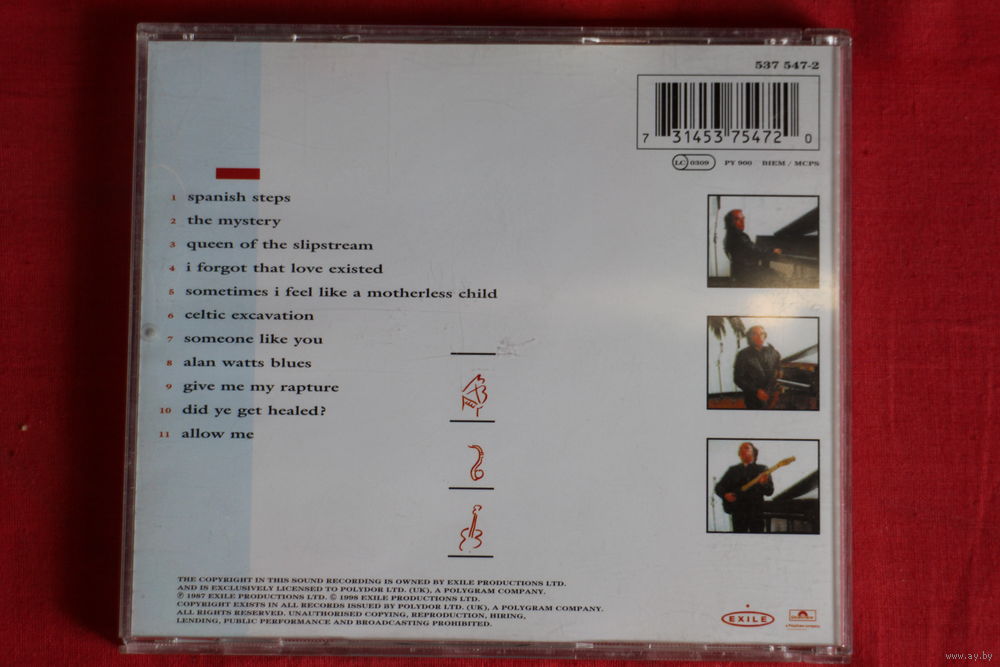 537 547-2
7 31453 75472 0
LC 0309 PY 900 BIEM / MCPS
1 spanish steps
2 the mystery
3 queen of the slipstream
4 i forgot that love existed
5 sometimes i feel like a motherless child
6 celtic excavation
7 someone like you
8 alan watts blues
9 give me my rapture
10 did ye get healed?
11 allow me
THE COPYRIGHT IN THIS SOUND RECORDING IS OWNED BY EXILE PRODUCTIONS LTD.
AND IS EXCLUSIVELY LICENSED TO POLYDOR LTD. (UK), A POLYGRAM COMPANY.
℗ 1987 EXILE PRODUCTIONS LTD. © 1998 EXILE PRODUCTIONS LTD.
COPYRIGHT EXISTS IN ALL RECORDS ISSUED BY POLYDOR LTD. (UK), A POLYGRAM COMPANY.
ALL RIGHTS RESERVED. UNAUTHORISED COPYING, REPRODUCTION, HIRING,
LENDING, PUBLIC PERFORMANCE AND BROADCASTING PROHIBITED.
EXILE
a PolyGram company
www.ay.by